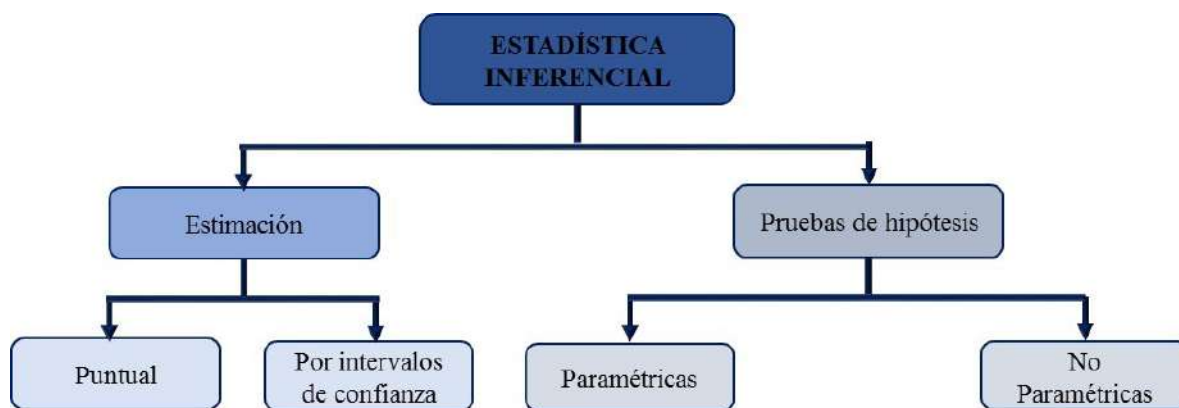 ESTADÍSTICA
INFERENCIAL
Estimación
Pruebas de hipótesis
Puntual
Por intervalos
de confianza
Paramétricas
No
Paramétricas